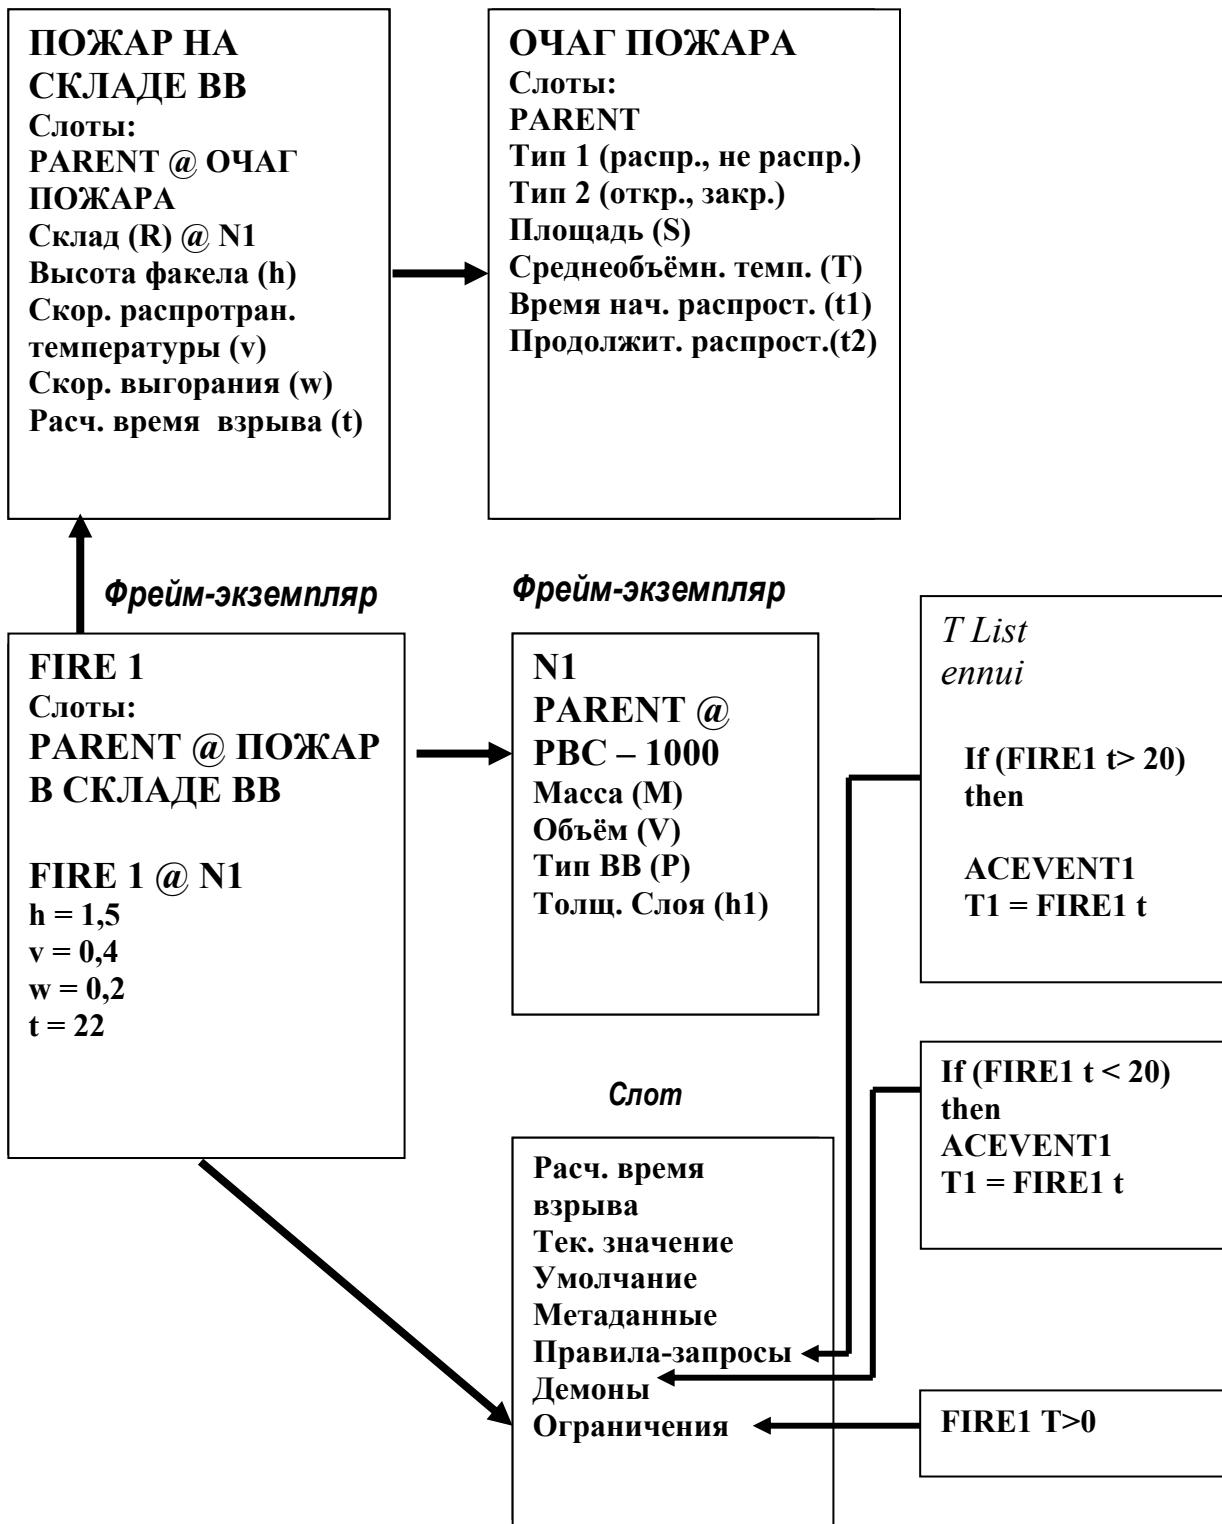 ПОЖАР НА
СКЛАДЕ ВВ
Слоты:
PARENT @ ОЧАГ
ПОЖАРА
Склад (R) @ N1
Высота факела (h)
Скор. распротран.
температуры (v)
Скор. выгорания (w)
Расч. время взрыва (t)
ОЧАГ ПОЖАРА
Слоты:
PARENT
Тип 1 (распр., не распр.)
Тип 2 (откр., закр.)
Площадь (S)
Среднеобъёмн. темп. (T)
Время нач. распрост. (t1)
Продолжит. распрост.(t2)
Фрейм-экземпляр
FIRE 1
Слоты:
PARENT @ ПОЖАР
В СКЛАДЕ ВВ
FIRE 1 @ N1
h = 1,5
v = 0,4
w = 0,2
t = 22
Фрейм-экземпляр
N1
PARENT @
РВС – 1000
Масса (М)
Объём (V)
Тип ВВ (Р)
Толщ. Слоя (h1)
T List
ennui
If (FIRE1 t> 20)
then
ACEVENT1
T1 = FIRE1 t
If (FIRE1 t < 20)
then
ACEVENT1
T1 = FIRE1 t
Слот
Расч. время
взрыва
Тек. значение
Умолчание
Метаданные
Правила-запросы
Демоны
Ограничения
FIRE1 T>0